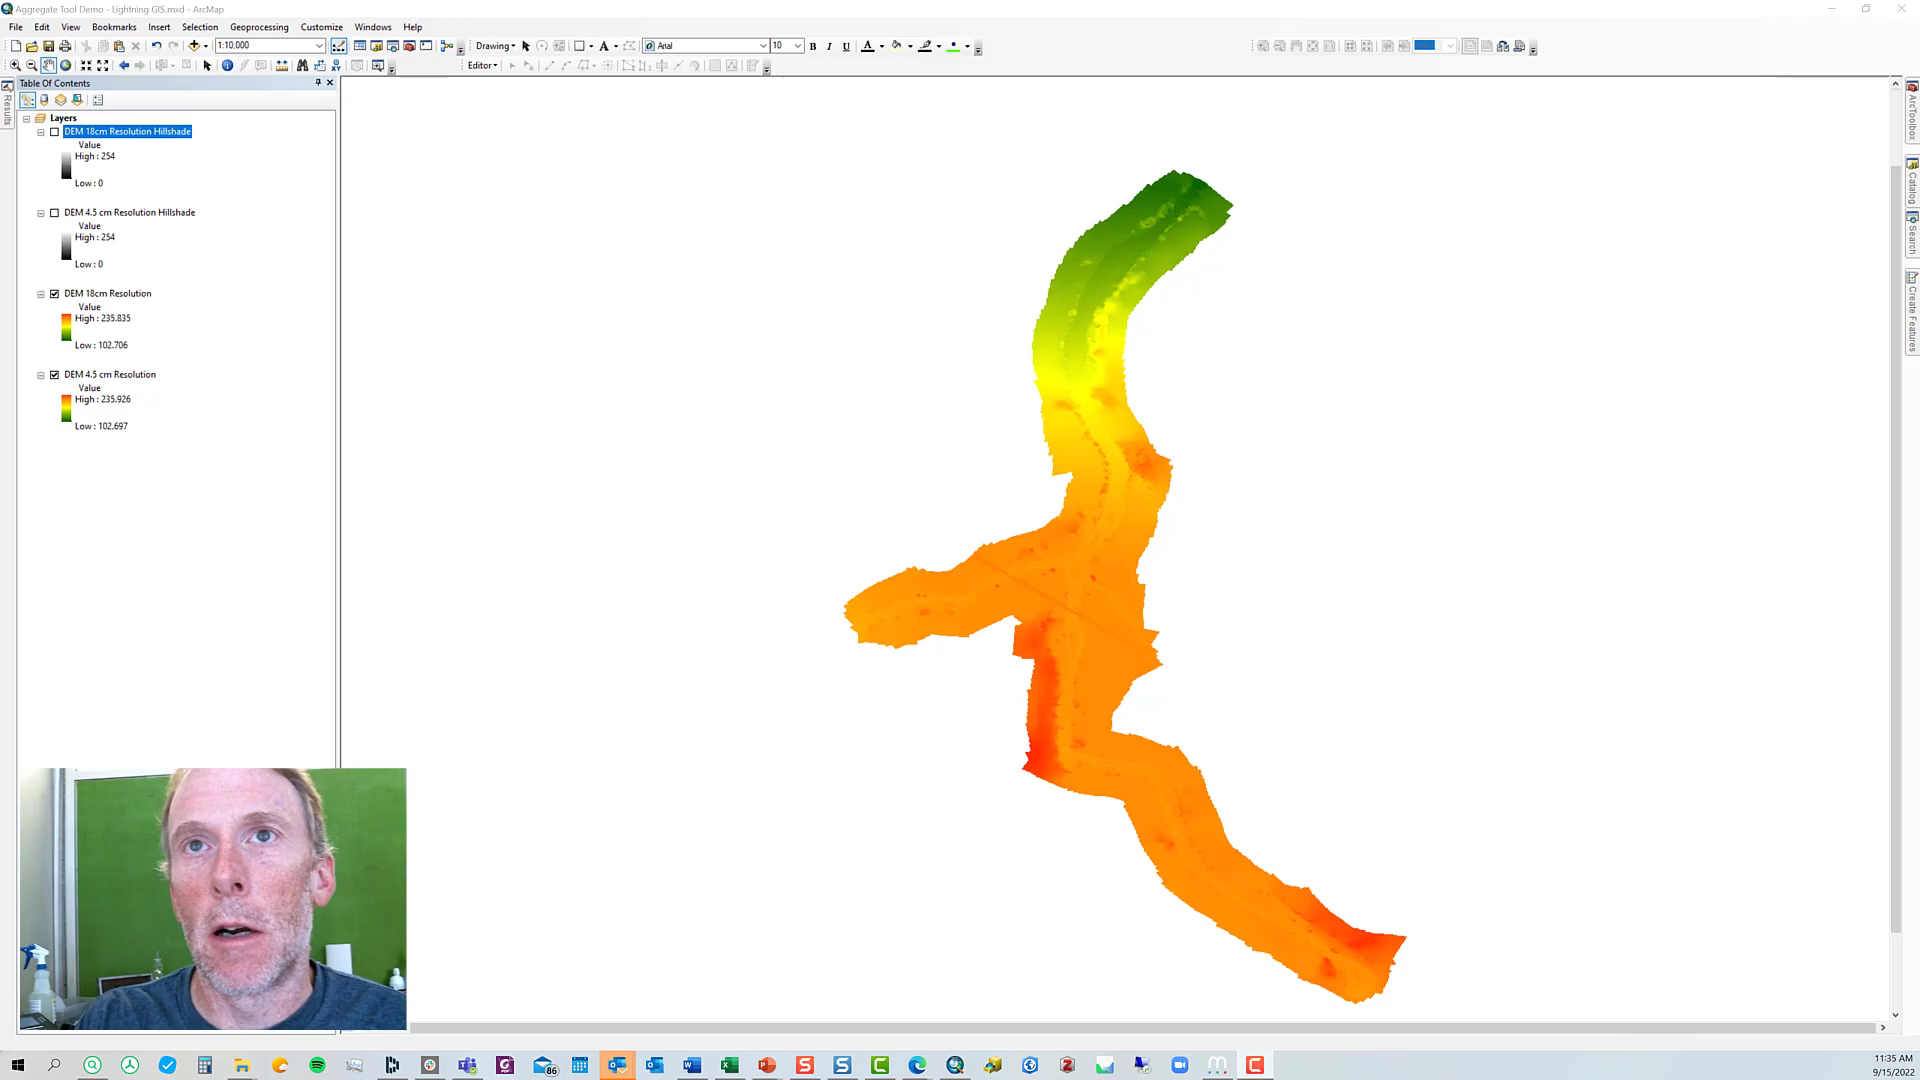 Aggregate Tool Demo - Lightning GIS.mxd - ArcMap
File Edit View Bookmarks Insert Selection Geoprocessing Customize Windows Help
1:10,000 Drawing Arial 10 B I U A
Editor
Table Of Contents
Layers
DEM 18cm Resolution Hillshade
Value
High : 254
Low : 0
DEM 4.5 cm Resolution Hillshade
Value
High : 254
Low : 0
DEM 18cm Resolution
Value
High : 235.835
Low : 102.706
DEM 4.5 cm Resolution
Value
High : 235.926
Low : 102.697
Results
ArcToolbox
Catalog
Search
Create Features
86
11:35 AM
9/15/2022